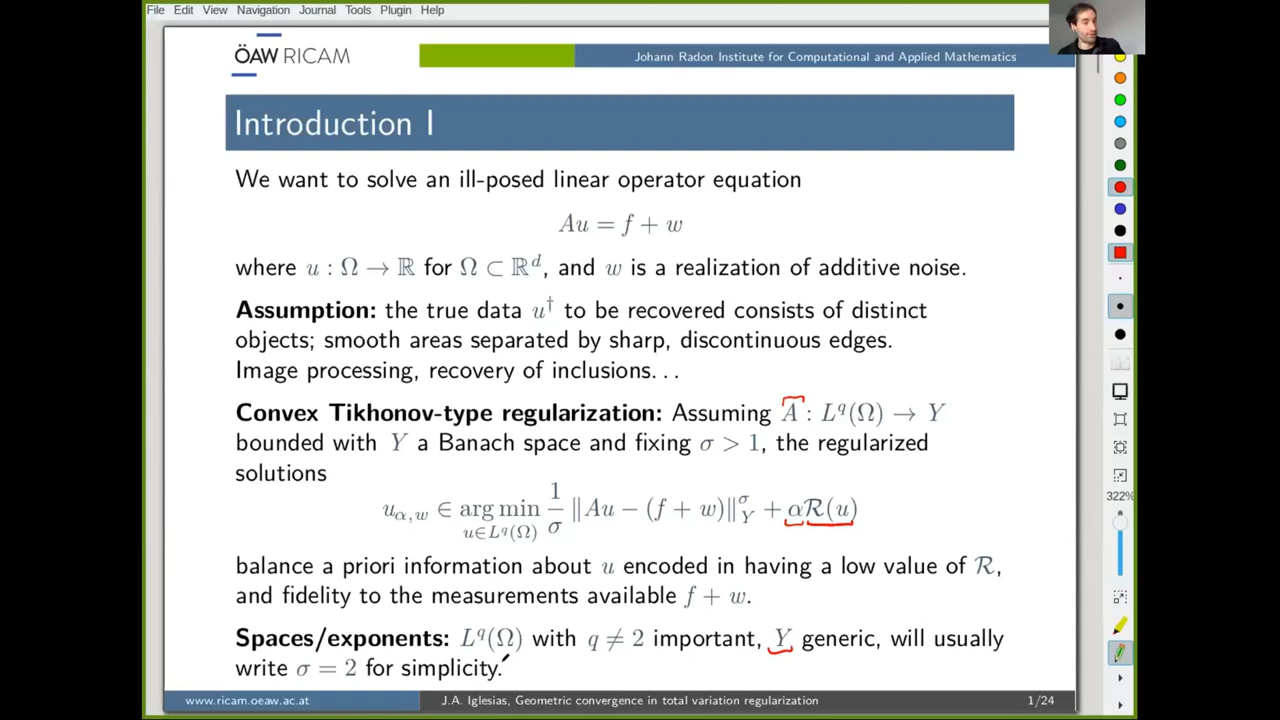 File Edit View Navigation Journal Tools Plugin Help
ÖAW RICAM
Johann Radon Institute for Computational and Applied Mathematics
Introduction I
We want to solve an ill-posed linear operator equation
Au = f + w
where u : Ω → ℝ for Ω ⊂ ℝᵈ, and w is a realization of additive noise.
Assumption: the true data u† to be recovered consists of distinct
objects; smooth areas separated by sharp, discontinuous edges.
Image processing, recovery of inclusions...
Convex Tikhonov-type regularization: Assuming A : L^q(Ω) → Y
bounded with Y a Banach space and fixing σ > 1, the regularized
solutions
u_{α,w} ∈ arg min_{u∈L^q(Ω)} 1/σ ‖Au − (f + w)‖_Y^σ + αR(u)
balance a priori information about u encoded in having a low value of R,
and fidelity to the measurements available f + w.
Spaces/exponents: L^q(Ω) with q ≠ 2 important, Y generic, will usually
write σ = 2 for simplicity.
www.ricam.oeaw.ac.at
J.A. Iglesias, Geometric convergence in total variation regularization
1/24
322%